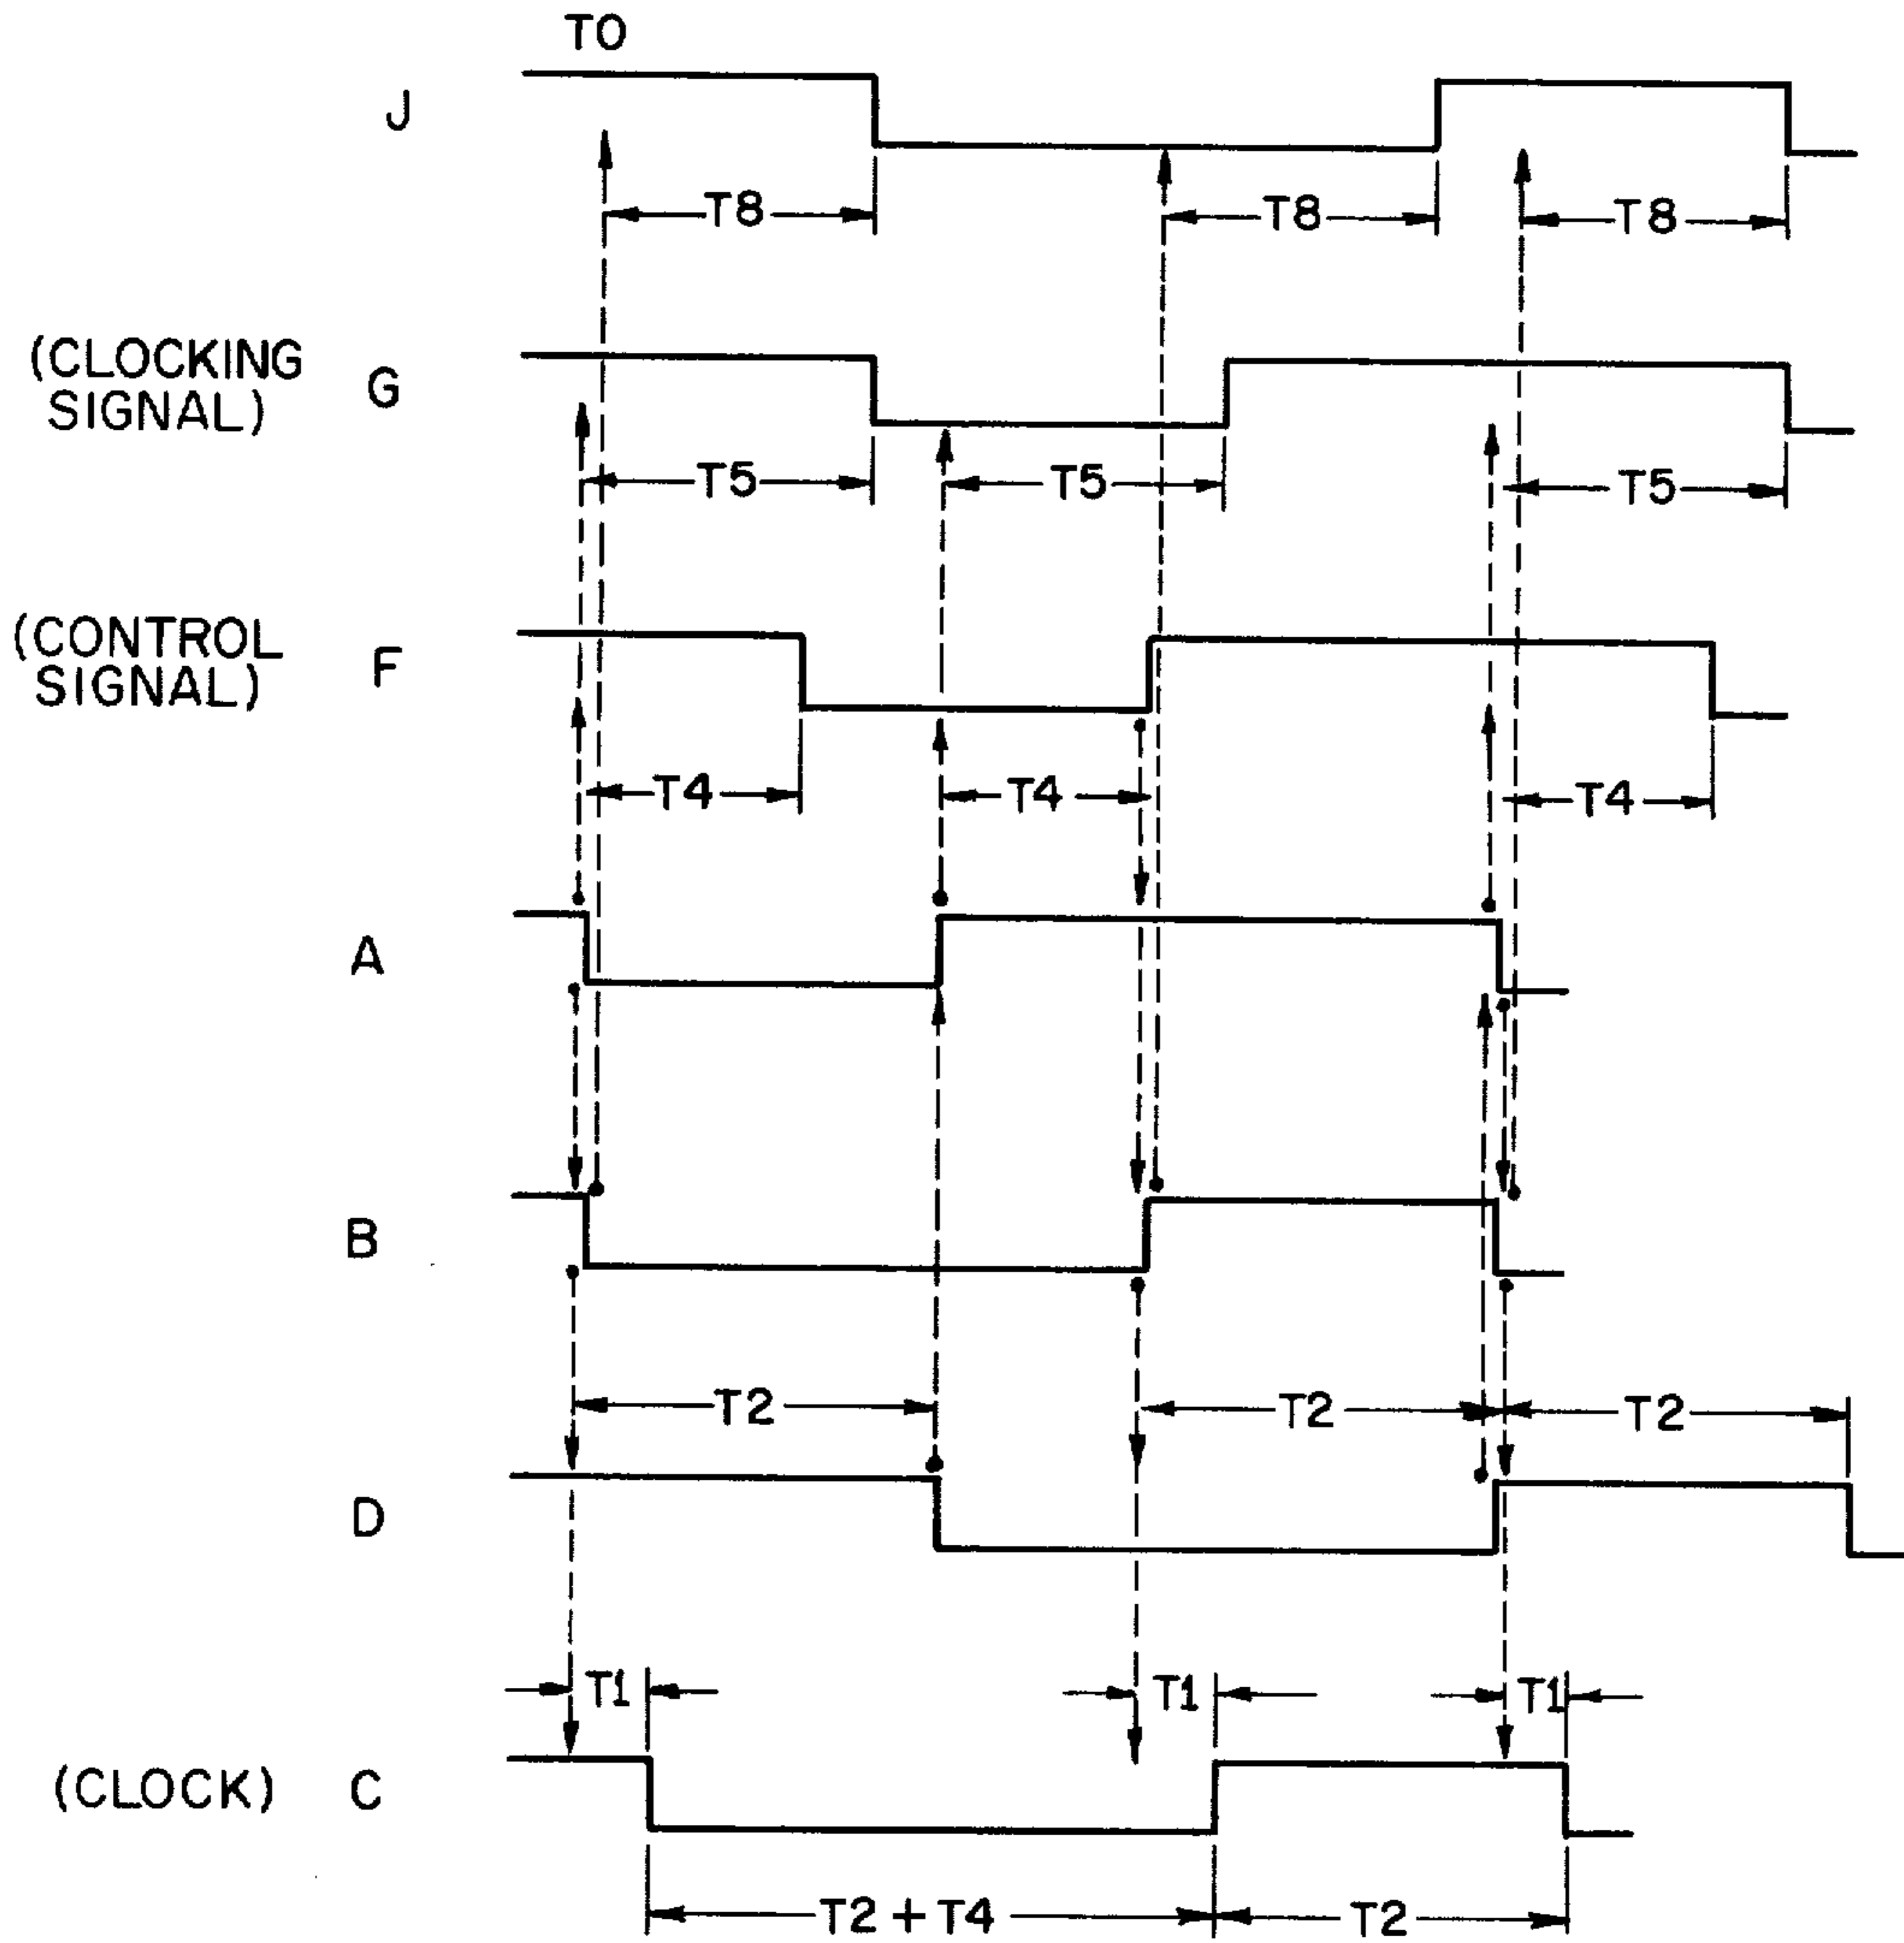 T0
J
T8 T8 T8
(CLOCKING
SIGNAL) G
T5 T5 T5
(CONTROL
SIGNAL) F
T4 T4 T4
A
B
T2 T2 T2
D
T1 T1 T1
(CLOCK) C
T2 + T4 T2